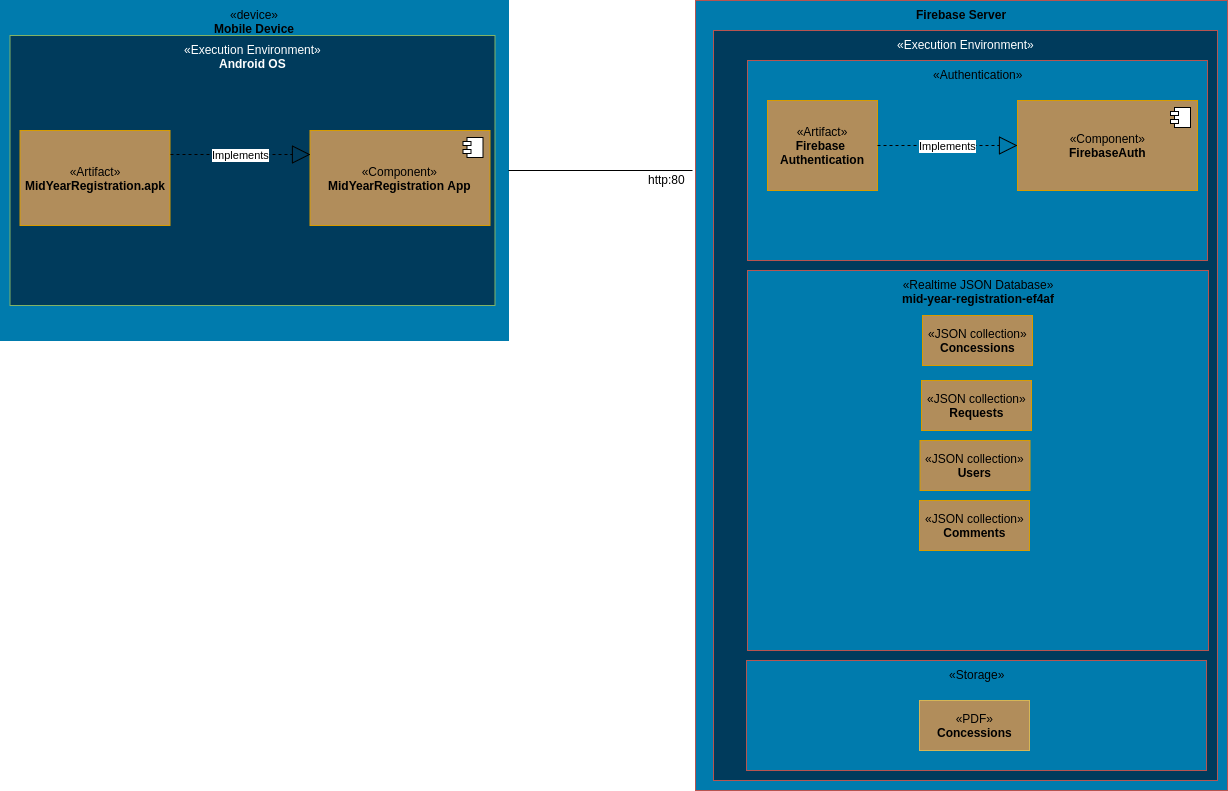 «device»
Mobile Device
«Execution Environment»
Android OS
«Artifact»
MidYearRegistration.apk
Implements
«Component»
MidYearRegistration App
http:80
Firebase Server
«Execution Environment»
«Authentication»
«Artifact»
Firebase
Authentication
Implements
«Component»
FirebaseAuth
«Realtime JSON Database»
mid-year-registration-ef4af
«JSON collection»
Concessions
«JSON collection»
Requests
«JSON collection»
Users
«JSON collection»
Comments
«Storage»
«PDF»
Concessions